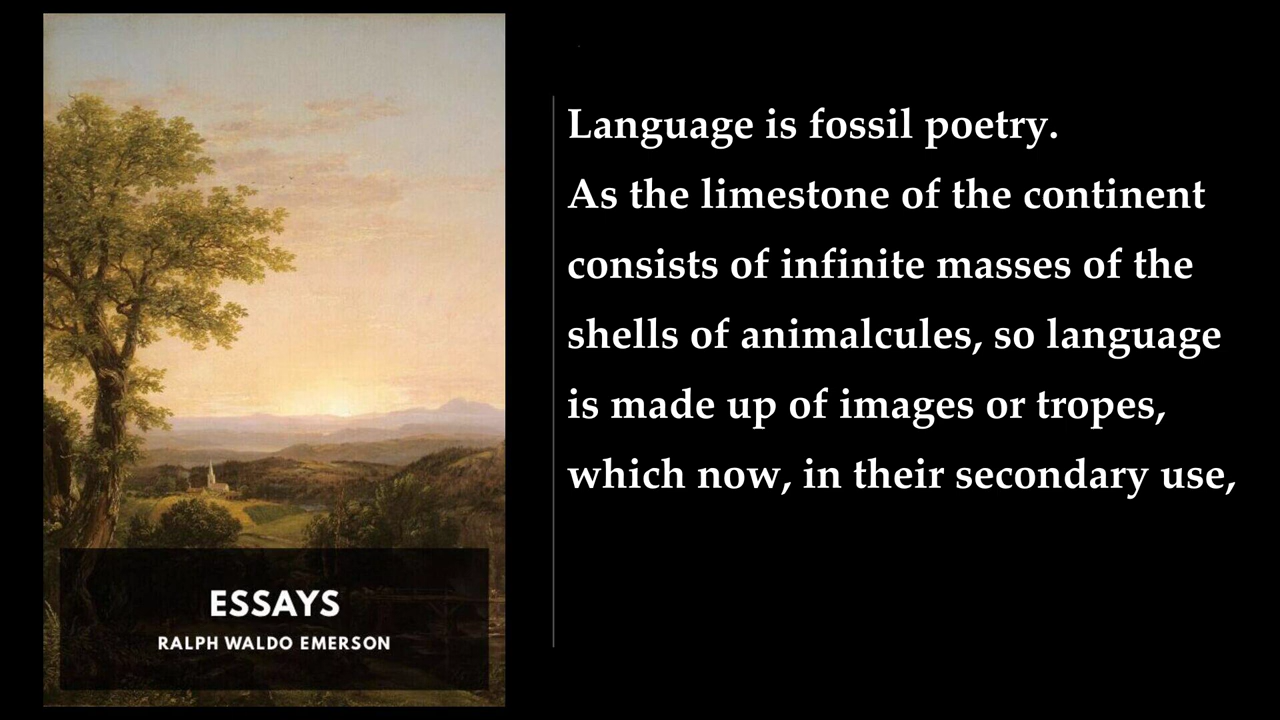 ESSAYS
RALPH WALDO EMERSON
Language is fossil poetry.
As the limestone of the continent
consists of infinite masses of the
shells of animalcules, so language
is made up of images or tropes,
which now, in their secondary use,